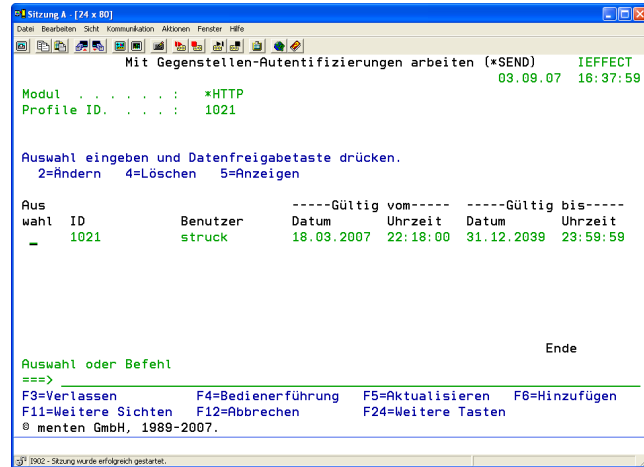 Sitzung A - [24 x 80]
Datei Bearbeiten Sicht Kommunikation Aktionen Fenster Hilfe
Mit Gegenstellen-Autentifizierungen arbeiten (*SEND) IEFFECT
03.09.07 16:37:59
Modul . . . . . . : *HTTP
Profile ID. . . . : 1021
Auswahl eingeben und Datenfreigabetaste drücken.
2=Ändern 4=Löschen 5=Anzeigen
Aus -----Gültig vom----- -----Gültig bis-----
wahl ID Benutzer Datum Uhrzeit Datum Uhrzeit
_ 1021 struck 18.03.2007 22:18:00 31.12.2039 23:59:59
Ende
Auswahl oder Befehl
===>
F3=Verlassen F4=Bedienerführung F5=Aktualisieren F6=Hinzufügen
F11=Weitere Sichten F12=Abbrechen F24=Weitere Tasten
© menten GmbH, 1989-2007.
I902 - Sitzung wurde erfolgreich gestartet.